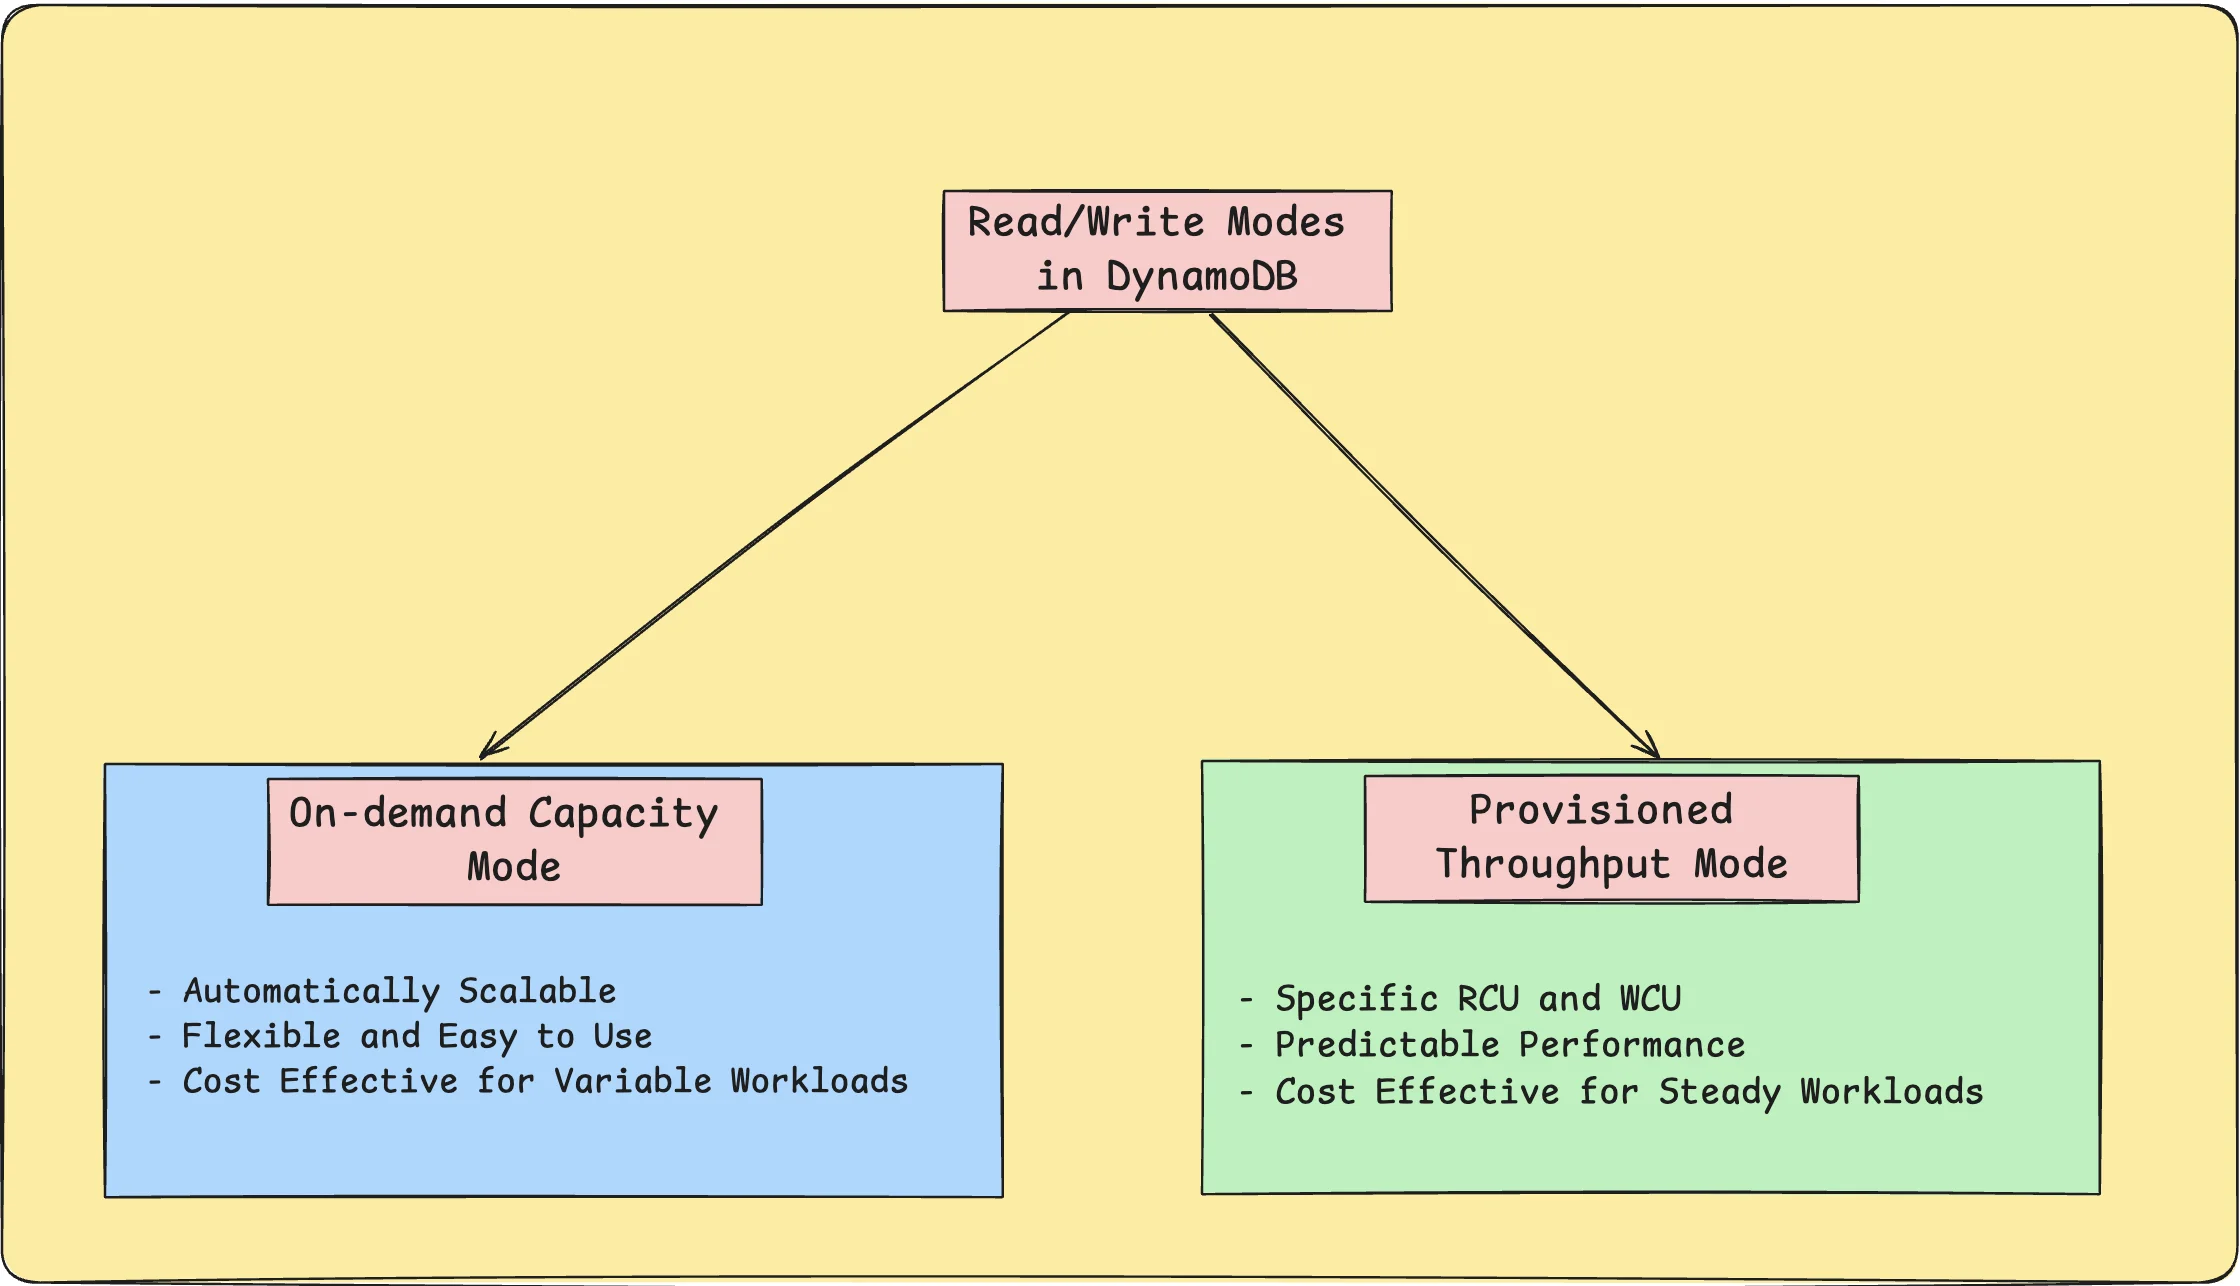 Read/Write Modes
in DynamoDB
On-demand Capacity
Mode
- Automatically Scalable
- Flexible and Easy to Use
- Cost Effective for Variable Workloads
Provisioned
Throughput Mode
- Specific RCU and WCU
- Predictable Performance
- Cost Effective for Steady Workloads